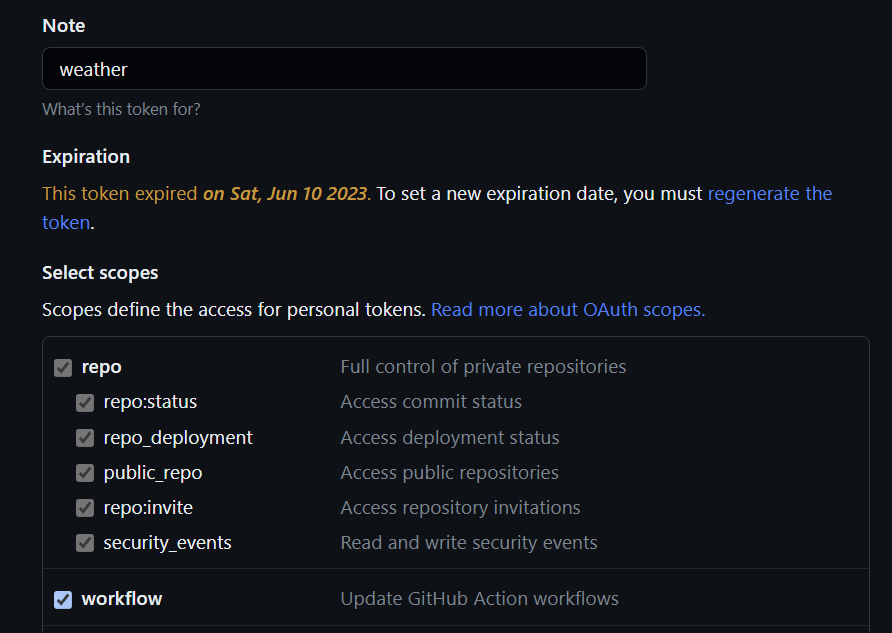 Note
weather
What's this token for?
Expiration
This token expired on Sat, Jun 10 2023. To set a new expiration date, you must regenerate the
token.
Select scopes
Scopes define the access for personal tokens. Read more about OAuth scopes.
repo Full control of private repositories
repo:status Access commit status
repo_deployment Access deployment status
public_repo Access public repositories
repo:invite Access repository invitations
security_events Read and write security events
workflow Update GitHub Action workflows